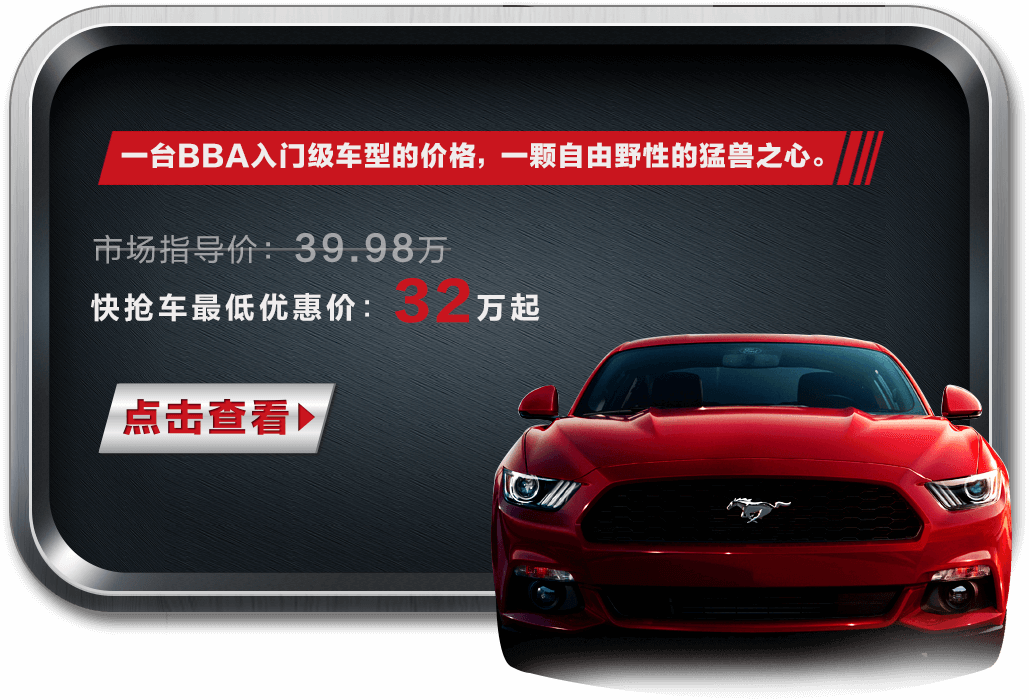 一台BBA入门级车型的价格，一颗自由野性的猛兽之心。
市场指导价：39.98万
快抢车最低优惠价：32万起
点击查看